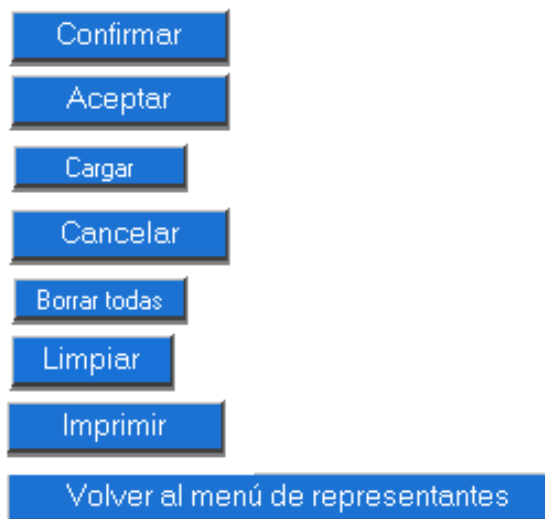 Confirmar
Aceptar
Cargar
Cancelar
Borrar todas
Limpiar
Imprimir
Volver al menú de representantes